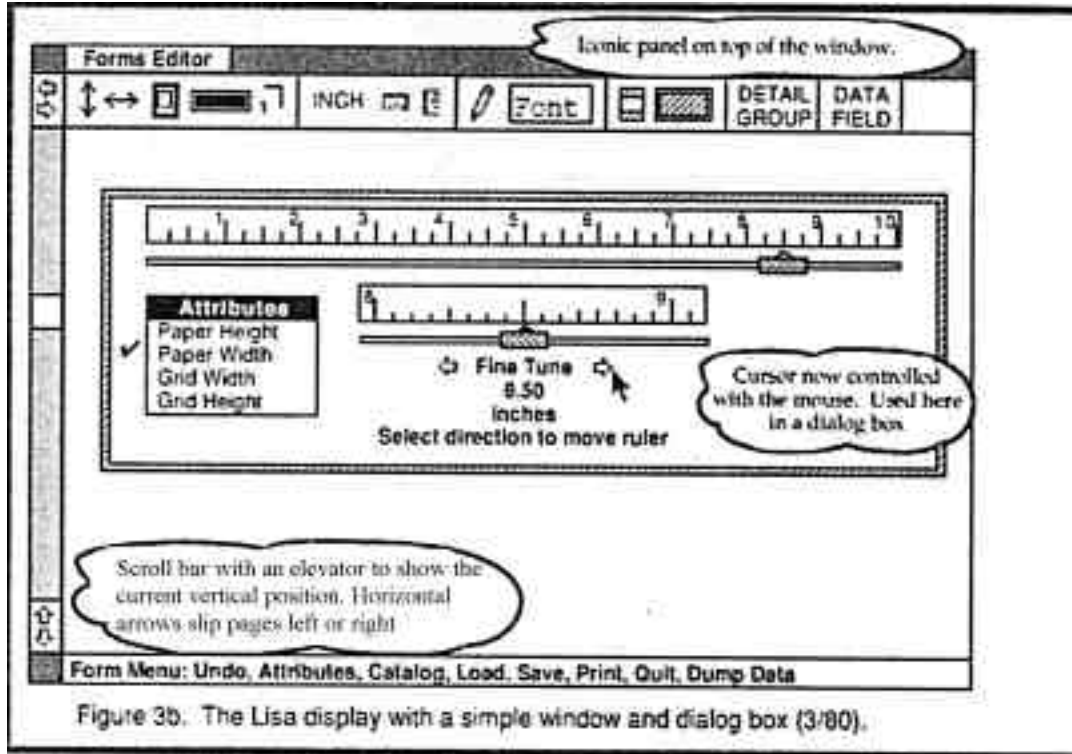 Iconic panel on top of the window.
Forms Editor
INCH
Font
DETAIL GROUP
DATA FIELD
1 2 3 4 5 6 7 8 9 10
Attributes
Paper Height
Paper Width
Grid Width
Grid Height
8 9
Fine Tune
8.50
inches
Select direction to move ruler
Cursor now controlled
with the mouse. Used here
in a dialog box
Scroll bar with an elevator to show the
current vertical position. Horizontal
arrows slip pages left or right
Form Menu: Undo, Attributes, Catalog, Load, Save, Print, Quit, Dump Data
Figure 3b. The Lisa display with a simple window and dialog box (3/80).